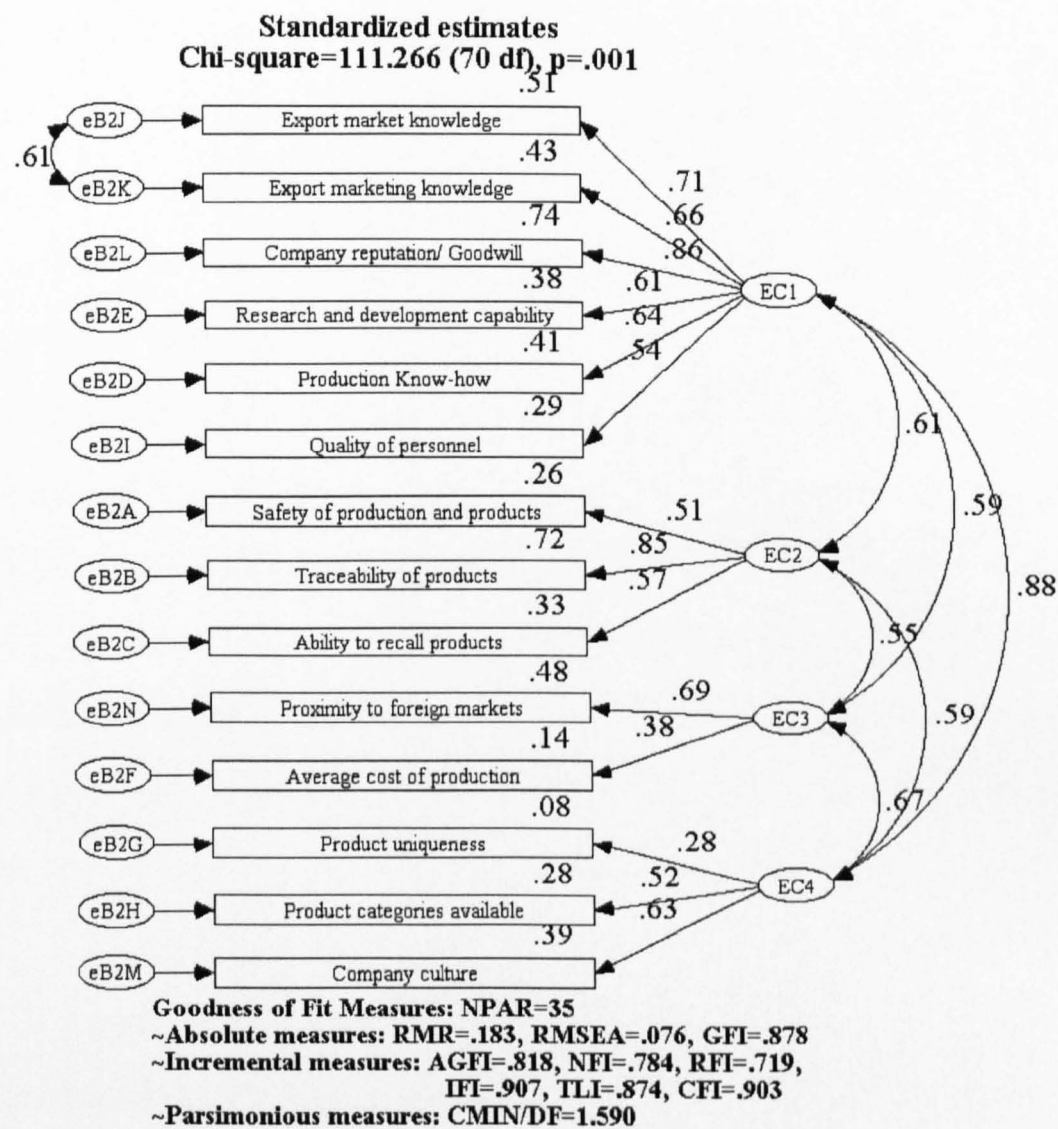 Standardized estimates
Chi-square=111.266 (70 df), p=.001
.51
eB2J Export market knowledge
.43
.61
eB2K Export marketing knowledge
.71
.74
.66
eB2L Company reputation/ Goodwill
.86
.38
.61
EC1
eB2E Research and development capability
.64
.41
.54
eB2D Production Know-how
.29
.61
eB2I Quality of personnel
.26
.59
eB2A Safety of production and products
.51
.72
.85
EC2
eB2B Traceability of products
.57
.88
.33
eB2C Ability to recall products
.55
.48
.69
eB2N Proximity to foreign markets
EC3
.59
.14
.38
eB2F Average cost of production
.08
.67
eB2G Product uniqueness
.28
.28
.52
EC4
eB2H Product categories available
.63
.39
eB2M Company culture
Goodness of Fit Measures: NPAR=35
~Absolute measures: RMR=.183, RMSEA=.076, GFI=.878
~Incremental measures: AGFI=.818, NFI=.784, RFI=.719,
IFI=.907, TLI=.874, CFI=.903
~Parsimonious measures: CMIN/DF=1.590